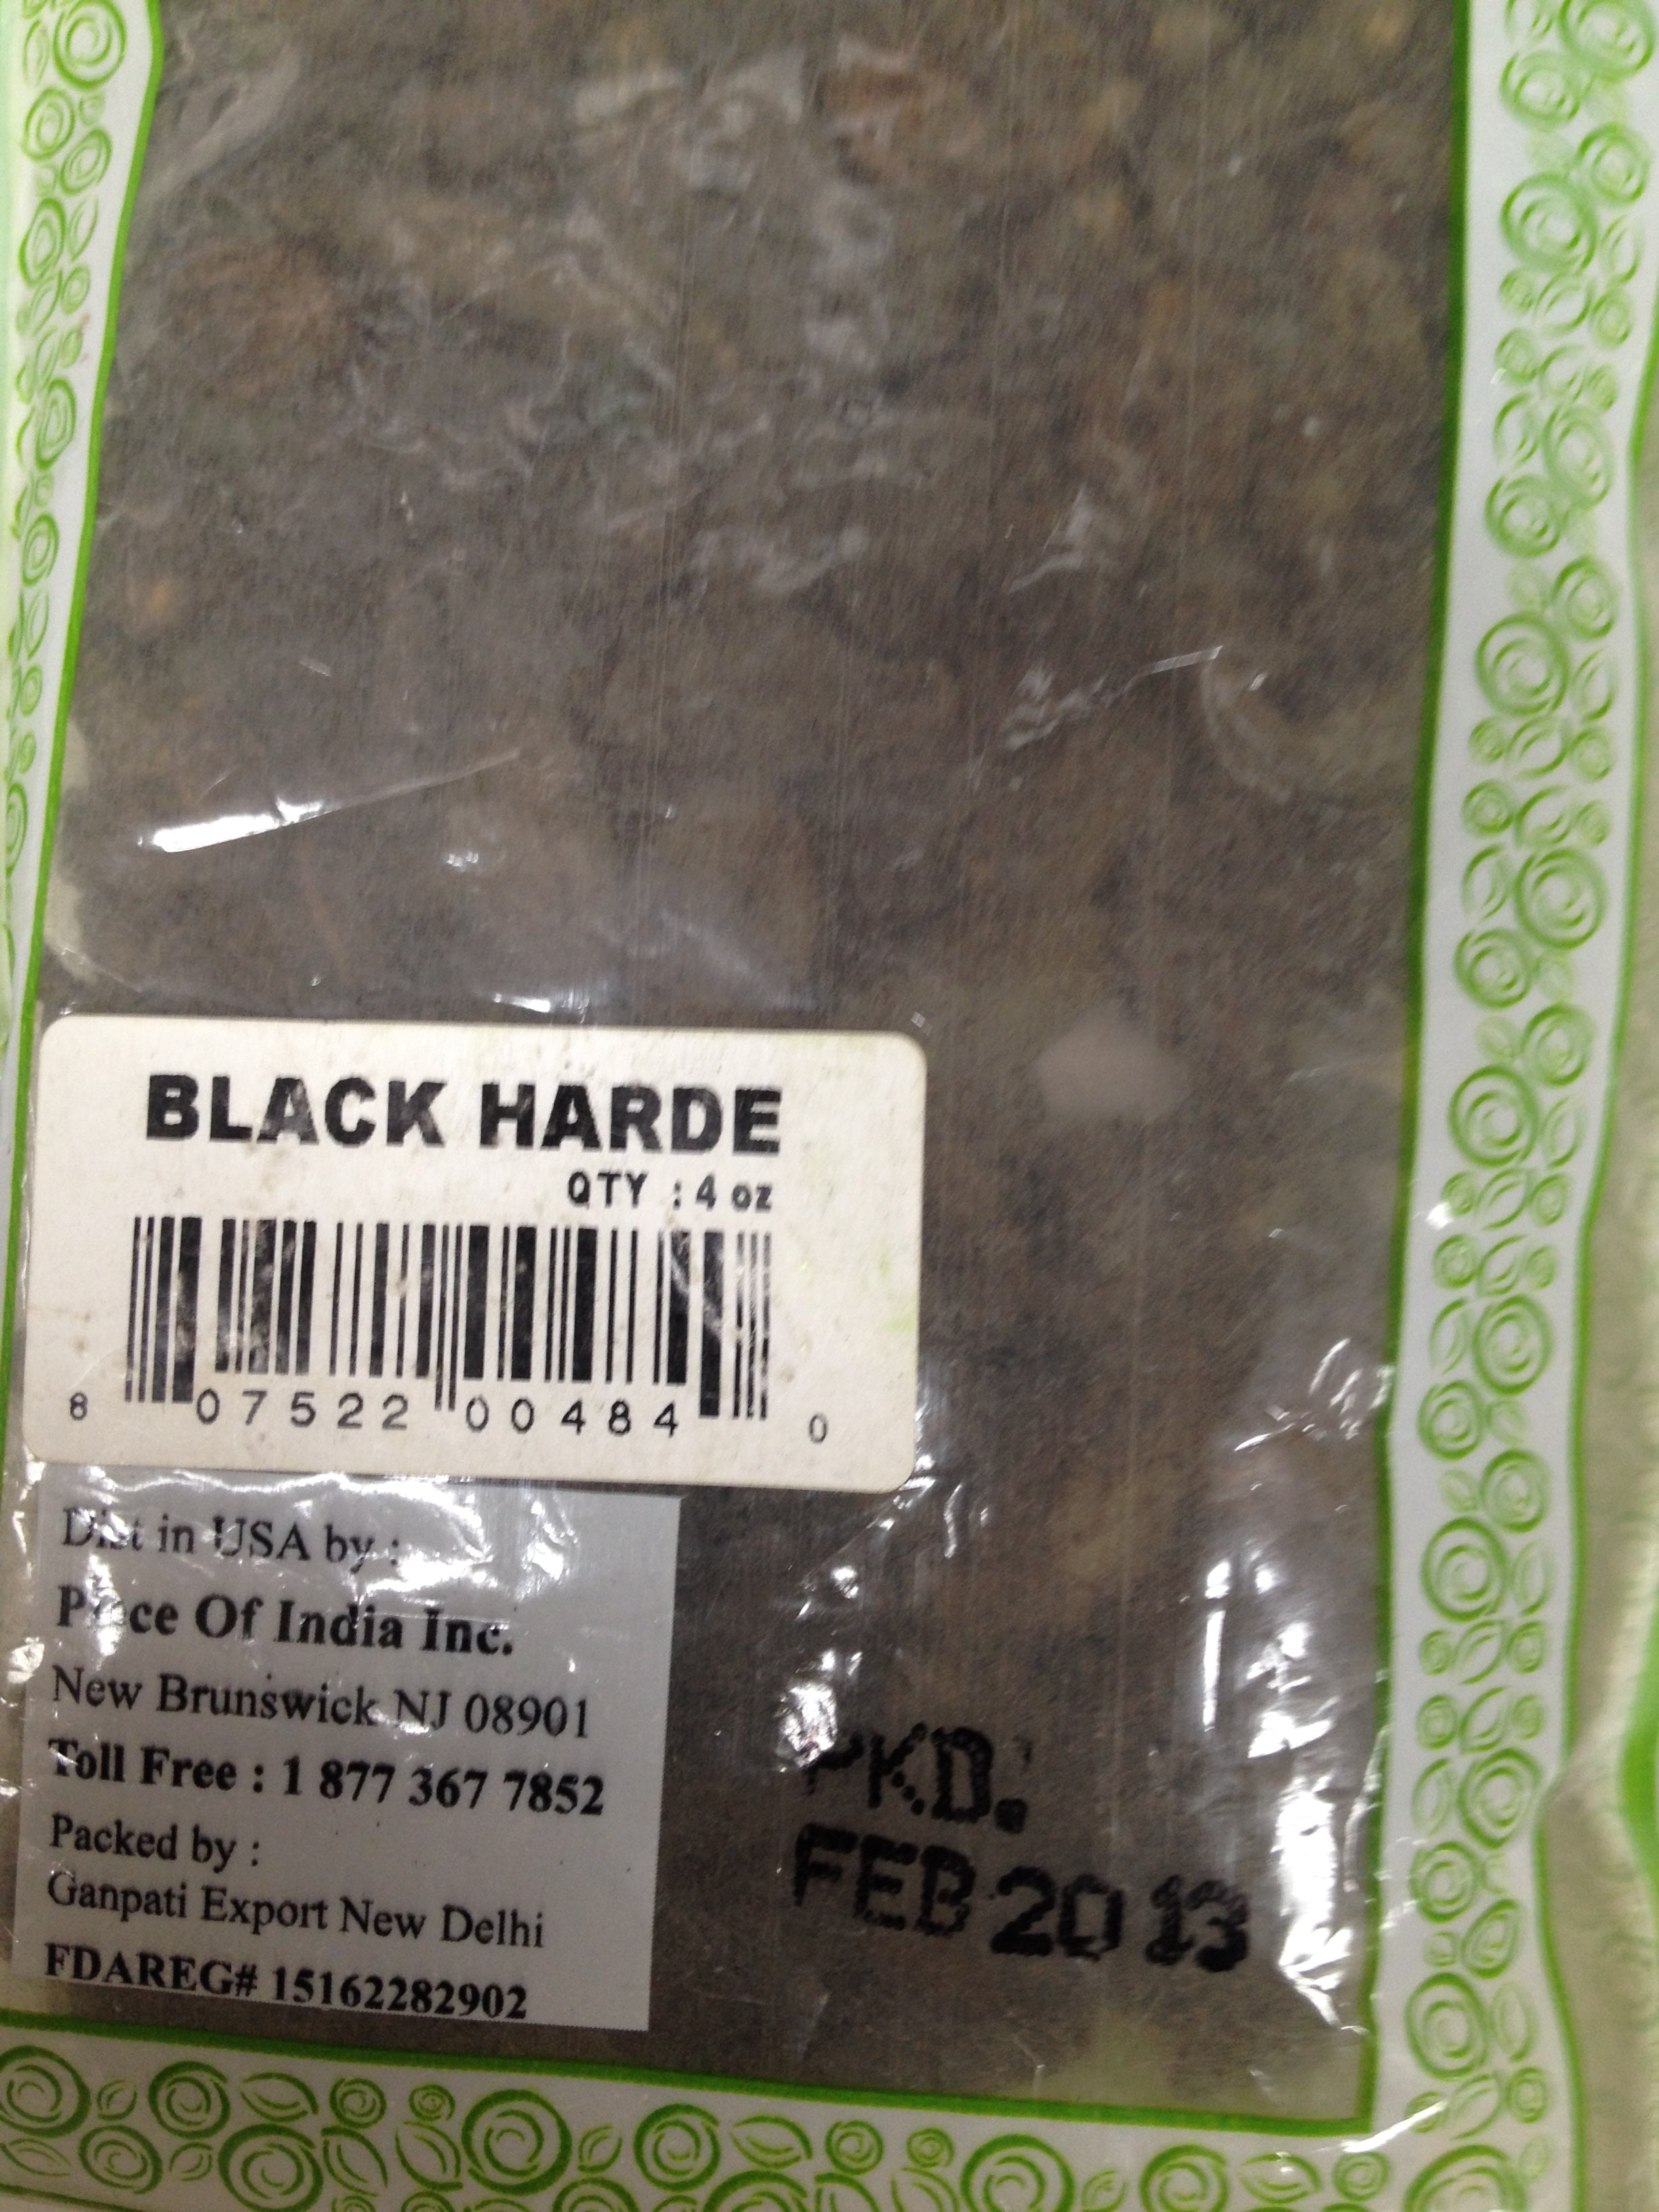 BLACK HARDE
QTY : 4 oz
8 07522 00484 0
Dist in USA by :
Of India Inc.
New Brunswick NJ 08901
Toll Free : 1 877 367 7852
Packed by :
Ganpati Export New Delhi
FDAREG# 15162282902
PKD.
FEB 2013